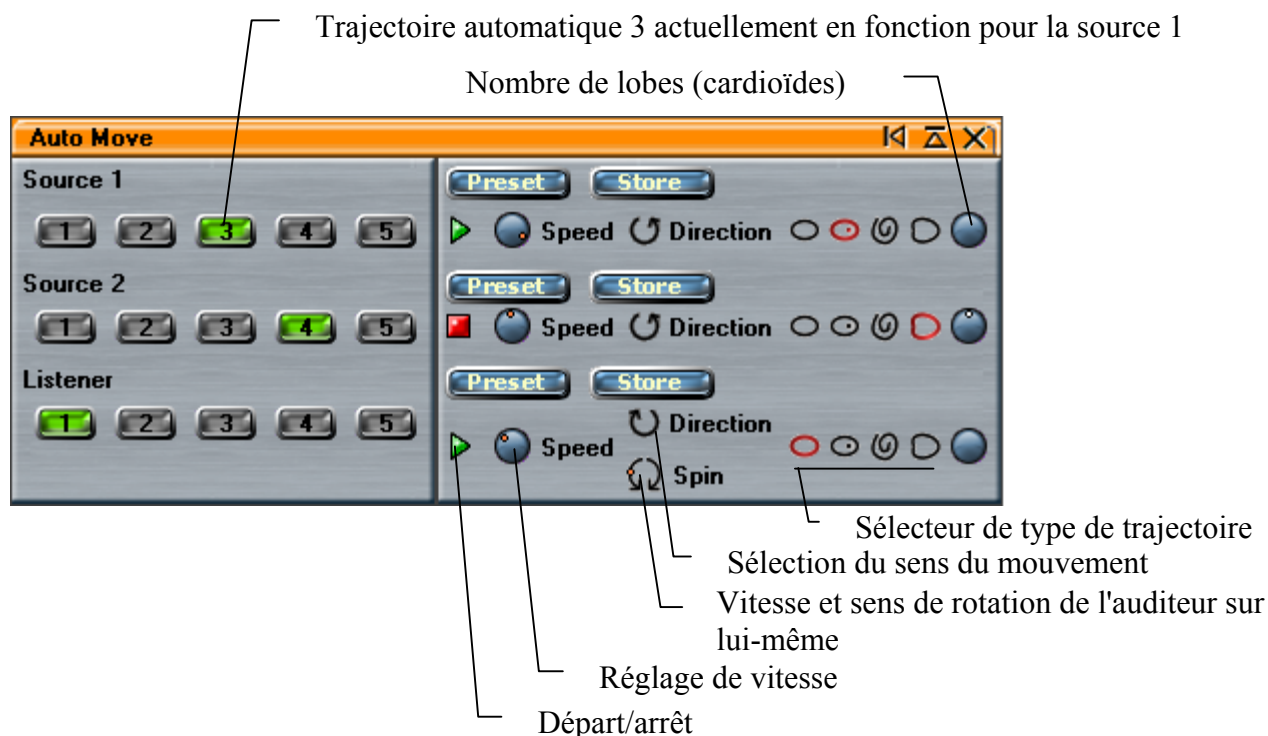 Trajectoire automatique 3 actuellement en fonction pour la source 1
Nombre de lobes (cardioïdes)
Auto Move
Source 1
1 2 3 4 5
Preset Store
Speed Direction
Source 2
1 2 3 4 5
Preset Store
Speed Direction
Listener
1 2 3 4 5
Preset Store
Speed
Direction
Spin
Sélecteur de type de trajectoire
Sélection du sens du mouvement
Vitesse et sens de rotation de l'auditeur sur
lui-même
Réglage de vitesse
Départ/arrêt